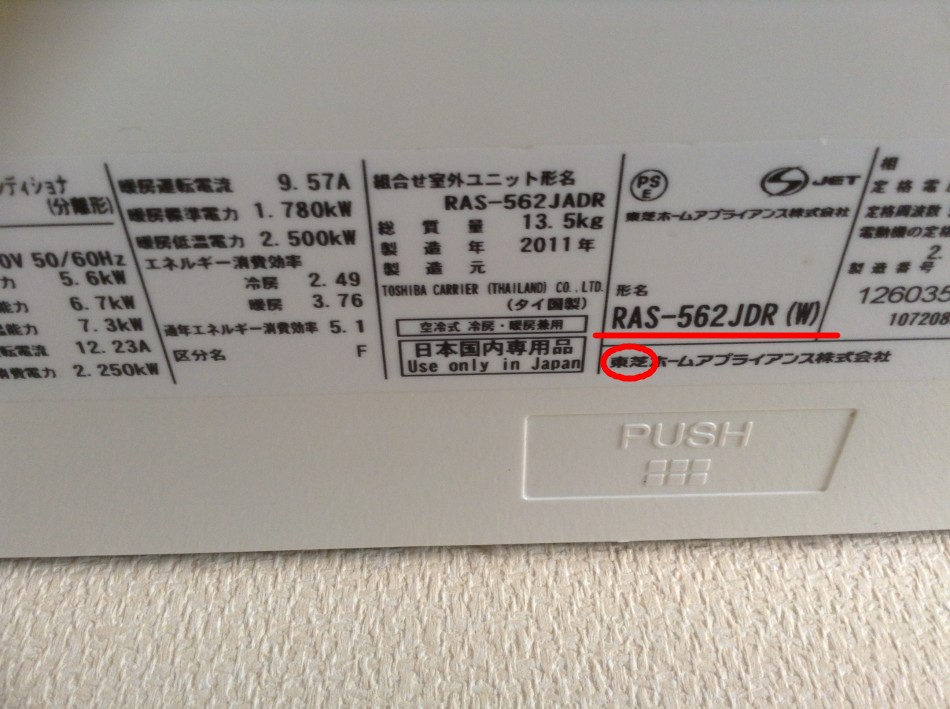 ディショナ
(分離形)
0V 50/60Hz
力 5.6kW
能力 6.7kW
温能力 7.3kW
転電流 12.23A
消費電力 2.250kW
暖房運転電流 9.57A
暖房標準電力 1.780kW
暖房低温電力 2.500kW
エネルギー消費効率
冷房 2.49
暖房 3.76
通年エネルギー消費効率 5.1
区分名 F
組合せ室外ユニット形名
RAS-562JADR
総質量 13.5kg
製造年 2011年
製造元
TOSHIBA CARRIER (THAILAND) CO.,LTD.
(タイ国製)
空冷式 冷房・暖房兼用
日本国内専用品
Use only in Japan
PS
E
JET
東芝ホームアプライアンス株式会社
形名
RAS-562JDR(W)
東芝ホームアプライアンス株式会社
相
定格電
定格周波数
電動機の定格
2.
製造番号
126035
107208
PUSH